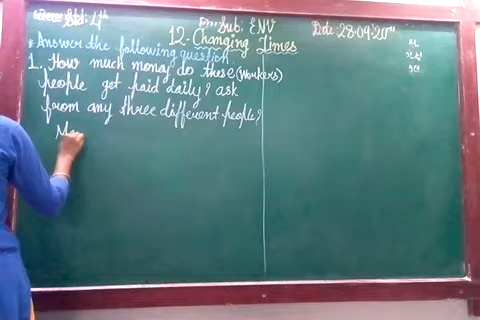 Std: 4th
Sub: ENV
Date 28.09.20
12. Changing Times
* Answer the following question.
1. How much money do these (workers)
people get paid daily? ask
from any three different people?